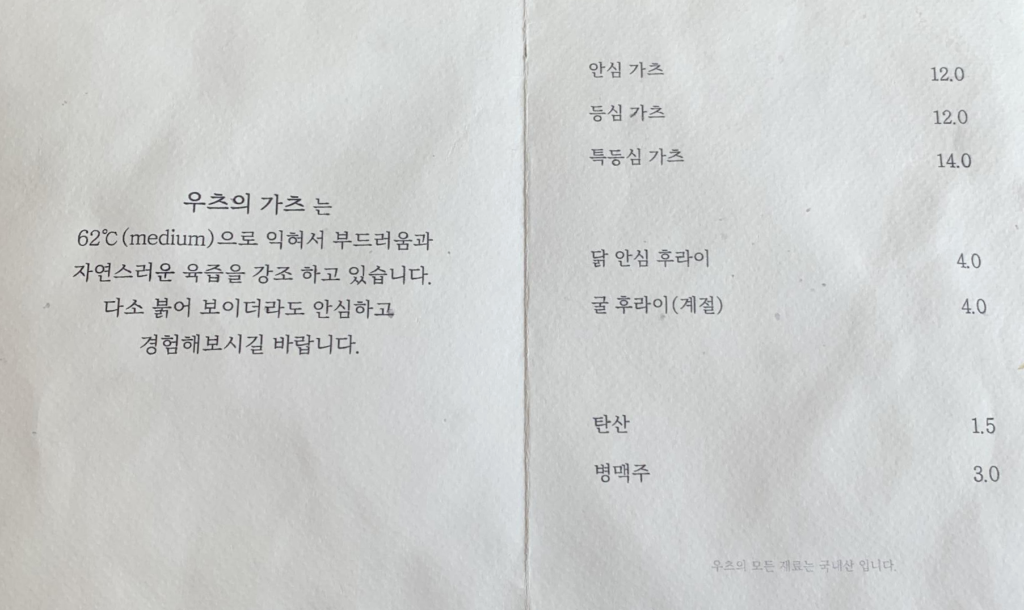 우츠의 가츠 는
62℃(medium)으로 익혀서 부드러움과
자연스러운 육즙을 강조 하고 있습니다.
다소 붉어 보이더라도 안심하고
경험해보시길 바랍니다.
안심 가츠 12.0
등심 가츠 12.0
특등심 가츠 14.0
닭 안심 후라이 4.0
굴 후라이(계절) 4.0
탄산 1.5
병맥주 3.0
우츠의 모든 재료는 국내산 입니다.